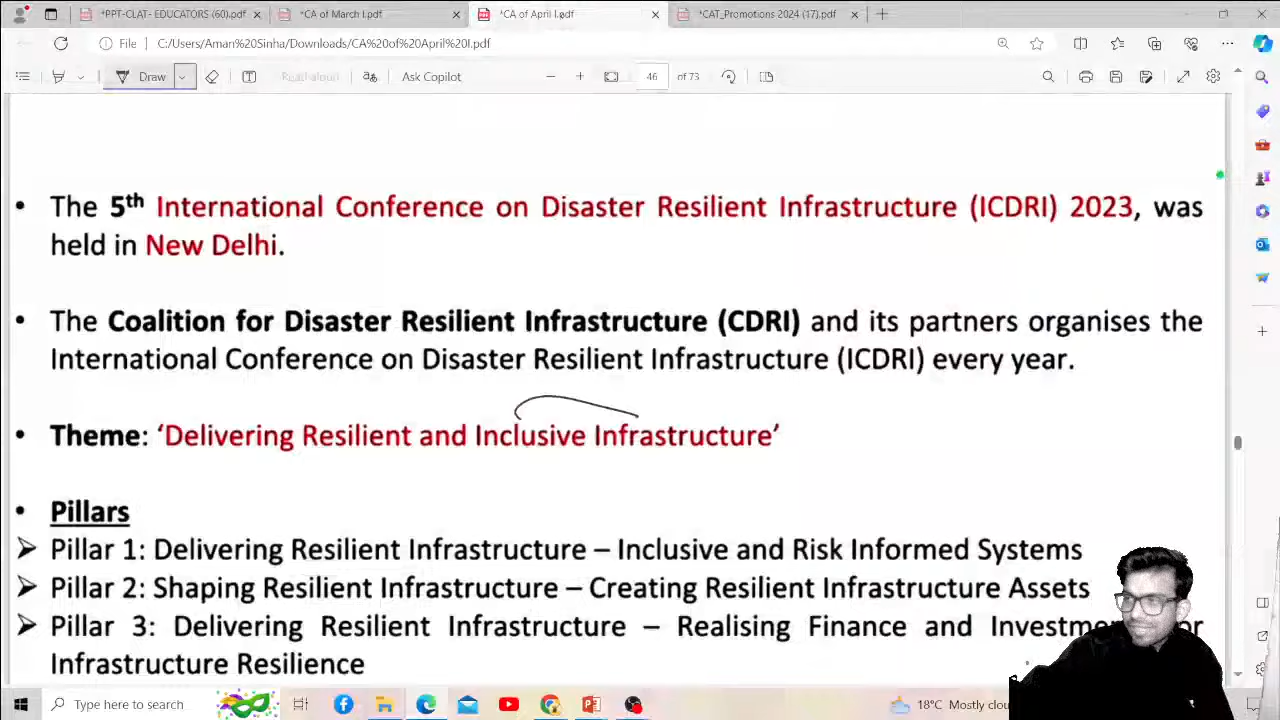 *PPT-CLAT- EDUCATORS (60).pdf
*CA of March I.pdf
*CA of April I.pdf
*CAT_Promotions 2024 (17).pdf
File C:/Users/Aman%20Sinha/Downloads/CA%20of%20April%20I.pdf
Draw Read aloud Ask Copilot 46 of 73
• The 5th International Conference on Disaster Resilient Infrastructure (ICDRI) 2023, was
held in New Delhi.
• The Coalition for Disaster Resilient Infrastructure (CDRI) and its partners organises the
International Conference on Disaster Resilient Infrastructure (ICDRI) every year.
• Theme: ‘Delivering Resilient and Inclusive Infrastructure’
• Pillars
➢ Pillar 1: Delivering Resilient Infrastructure – Inclusive and Risk Informed Systems
➢ Pillar 2: Shaping Resilient Infrastructure – Creating Resilient Infrastructure Assets
➢ Pillar 3: Delivering Resilient Infrastructure – Realising Finance and
Infrastructure Resilience
Type here to search
18°C Mostly